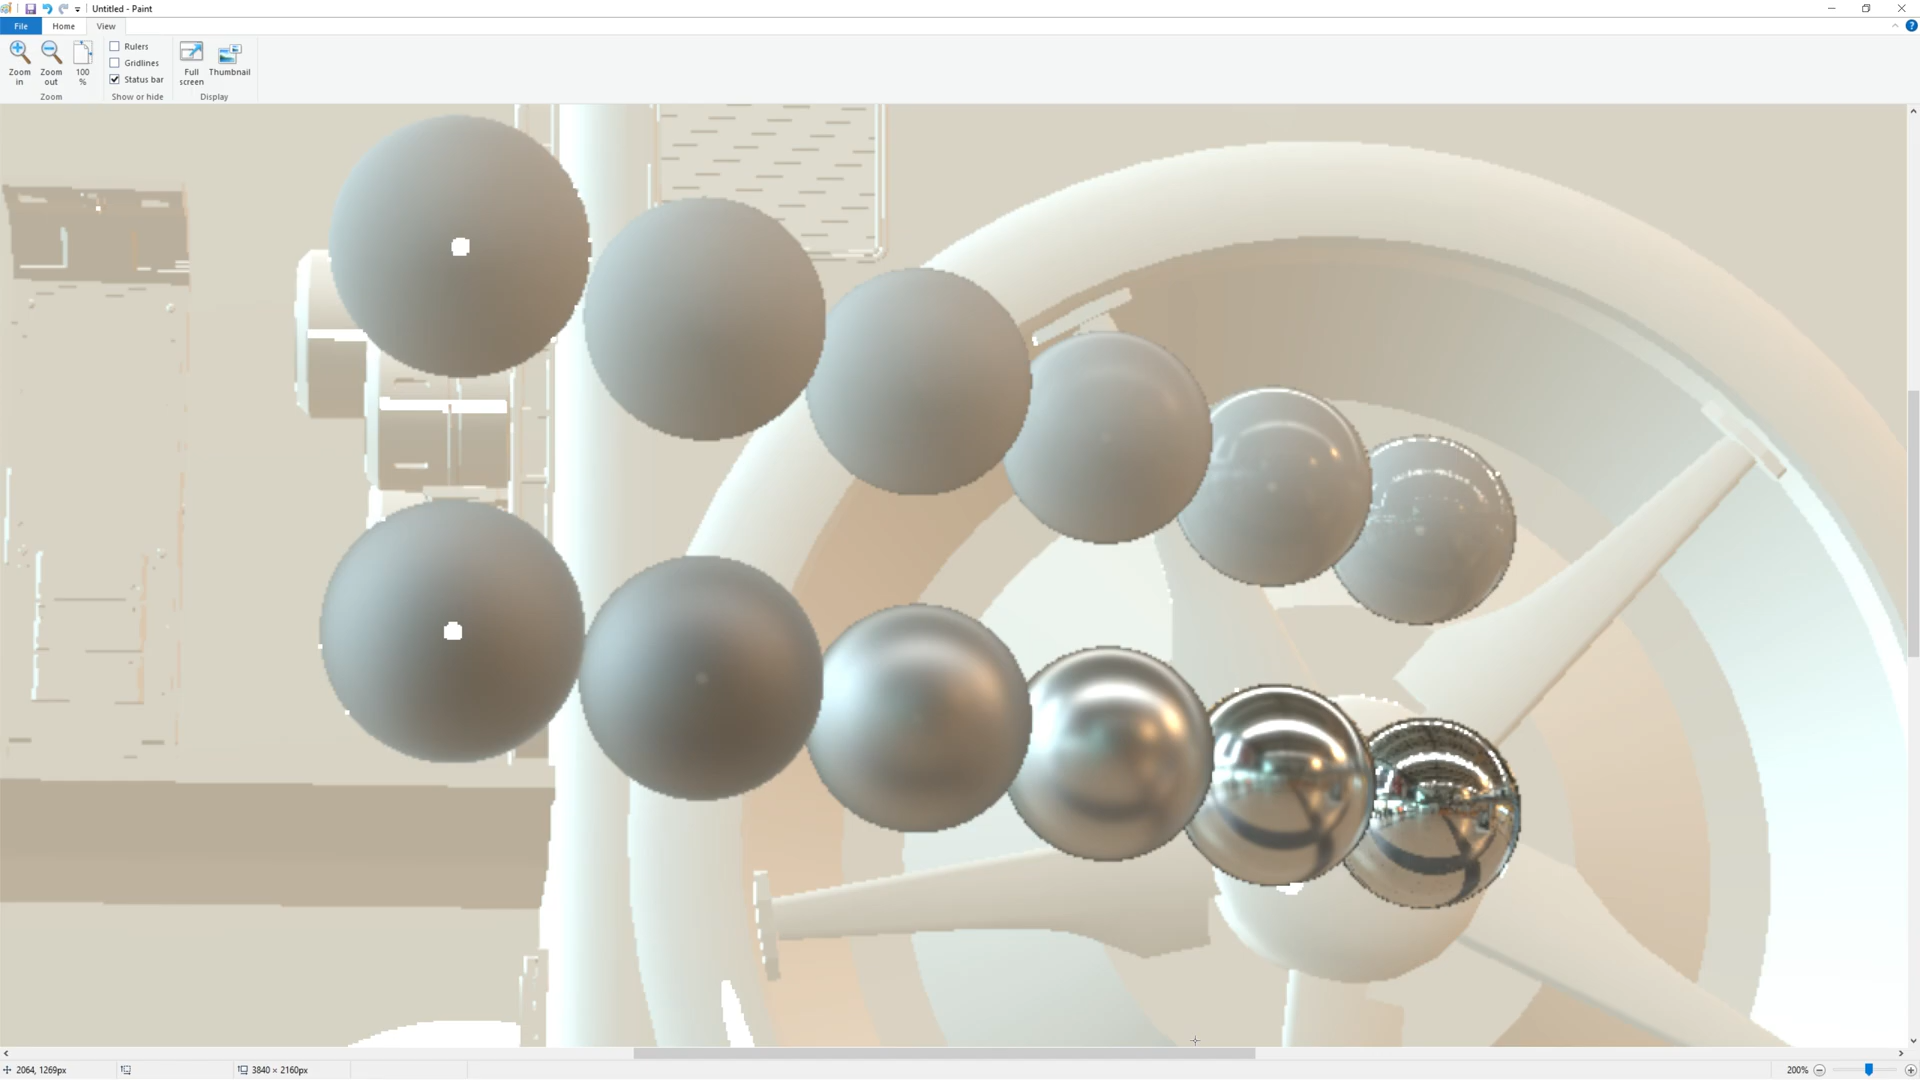 Untitled - Paint
File Home View
Zoom in
Zoom out
100 %
Rulers
Gridlines
Status bar
Full screen
Thumbnail
Zoom
Show or hide
Display
2064, 1269px
3840 × 2160px
200%